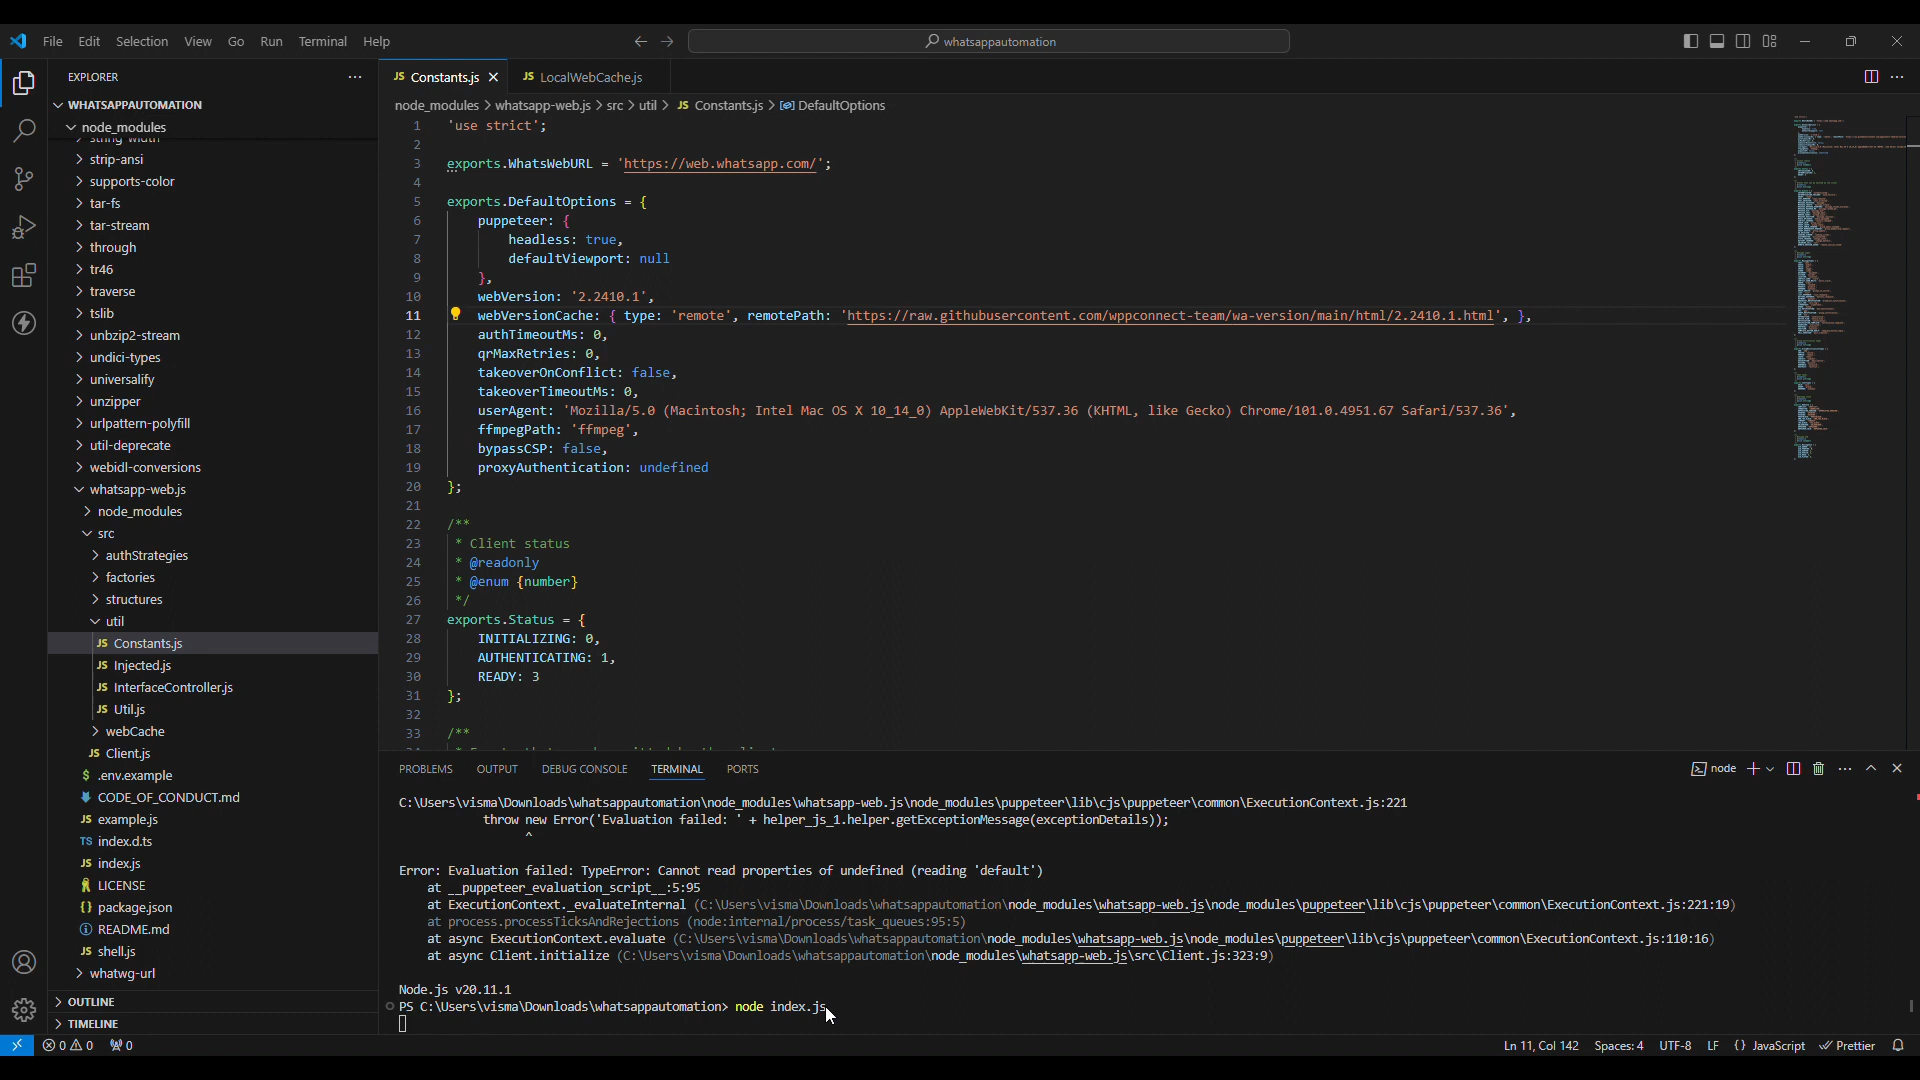 File Edit Selection View Go Run Terminal Help
whatsappautomation
EXPLORER
WHATSAPPAUTOMATION
node_modules
string-width
strip-ansi
supports-color
tar-fs
tar-stream
through
tr46
traverse
tslib
unbzip2-stream
undici-types
universalify
unzipper
urlpattern-polyfill
util-deprecate
webidl-conversions
whatsapp-web.js
node_modules
src
authStrategies
factories
structures
util
JS Constants.js
JS Injected.js
JS InterfaceController.js
JS Util.js
webCache
JS Client.js
$ .env.example
CODE_OF_CONDUCT.md
JS example.js
TS index.d.ts
JS index.js
LICENSE
{} package.json
README.md
JS shell.js
whatwg-url
OUTLINE
TIMELINE
JS Constants.js JS LocalWebCache.js
node_modules > whatsapp-web.js > src > util > JS Constants.js > DefaultOptions
1 'use strict';
2
3 exports.WhatsWebURL = 'https://web.whatsapp.com/';
4
5 exports.DefaultOptions = {
6 puppeteer: {
7 headless: true,
8 defaultViewport: null
9 },
10 webVersion: '2.2410.1',
11 webVersionCache: { type: 'remote', remotePath: 'https://raw.githubusercontent.com/wppconnect-team/wa-version/main/html/2.2410.1.html', },
12 authTimeoutMs: 0,
13 qrMaxRetries: 0,
14 takeoverOnConflict: false,
15 takeoverTimeoutMs: 0,
16 userAgent: 'Mozilla/5.0 (Macintosh; Intel Mac OS X 10_14_0) AppleWebKit/537.36 (KHTML, like Gecko) Chrome/101.0.4951.67 Safari/537.36',
17 ffmpegPath: 'ffmpeg',
18 bypassCSP: false,
19 proxyAuthentication: undefined
20 };
21
22 /**
23 * Client status
24 * @readonly
25 * @enum {number}
26 */
27 exports.Status = {
28 INITIALIZING: 0,
29 AUTHENTICATING: 1,
30 READY: 3
31 };
32
33 /**
PROBLEMS OUTPUT DEBUG CONSOLE TERMINAL PORTS
node
C:\Users\visma\Downloads\whatsappautomation\node_modules\whatsapp-web.js\node_modules\puppeteer\lib\cjs\puppeteer\common\ExecutionContext.js:221
throw new Error('Evaluation failed: ' + helper_js_1.helper.getExceptionMessage(exceptionDetails));
^
Error: Evaluation failed: TypeError: Cannot read properties of undefined (reading 'default')
at __puppeteer_evaluation_script__:5:95
at ExecutionContext._evaluateInternal (C:\Users\visma\Downloads\whatsappautomation\node_modules\whatsapp-web.js\node_modules\puppeteer\lib\cjs\puppeteer\common\ExecutionContext.js:221:19)
at process.processTicksAndRejections (node:internal/process/task_queues:95:5)
at async ExecutionContext.evaluate (C:\Users\visma\Downloads\whatsappautomation\node_modules\whatsapp-web.js\node_modules\puppeteer\lib\cjs\puppeteer\common\ExecutionContext.js:110:16)
at async Client.initialize (C:\Users\visma\Downloads\whatsappautomation\node_modules\whatsapp-web.js\src\Client.js:323:9)
Node.js v20.11.1
PS C:\Users\visma\Downloads\whatsappautomation> node index.js
0 0 0 Ln 11, Col 142 Spaces: 4 UTF-8 LF {} JavaScript Prettier